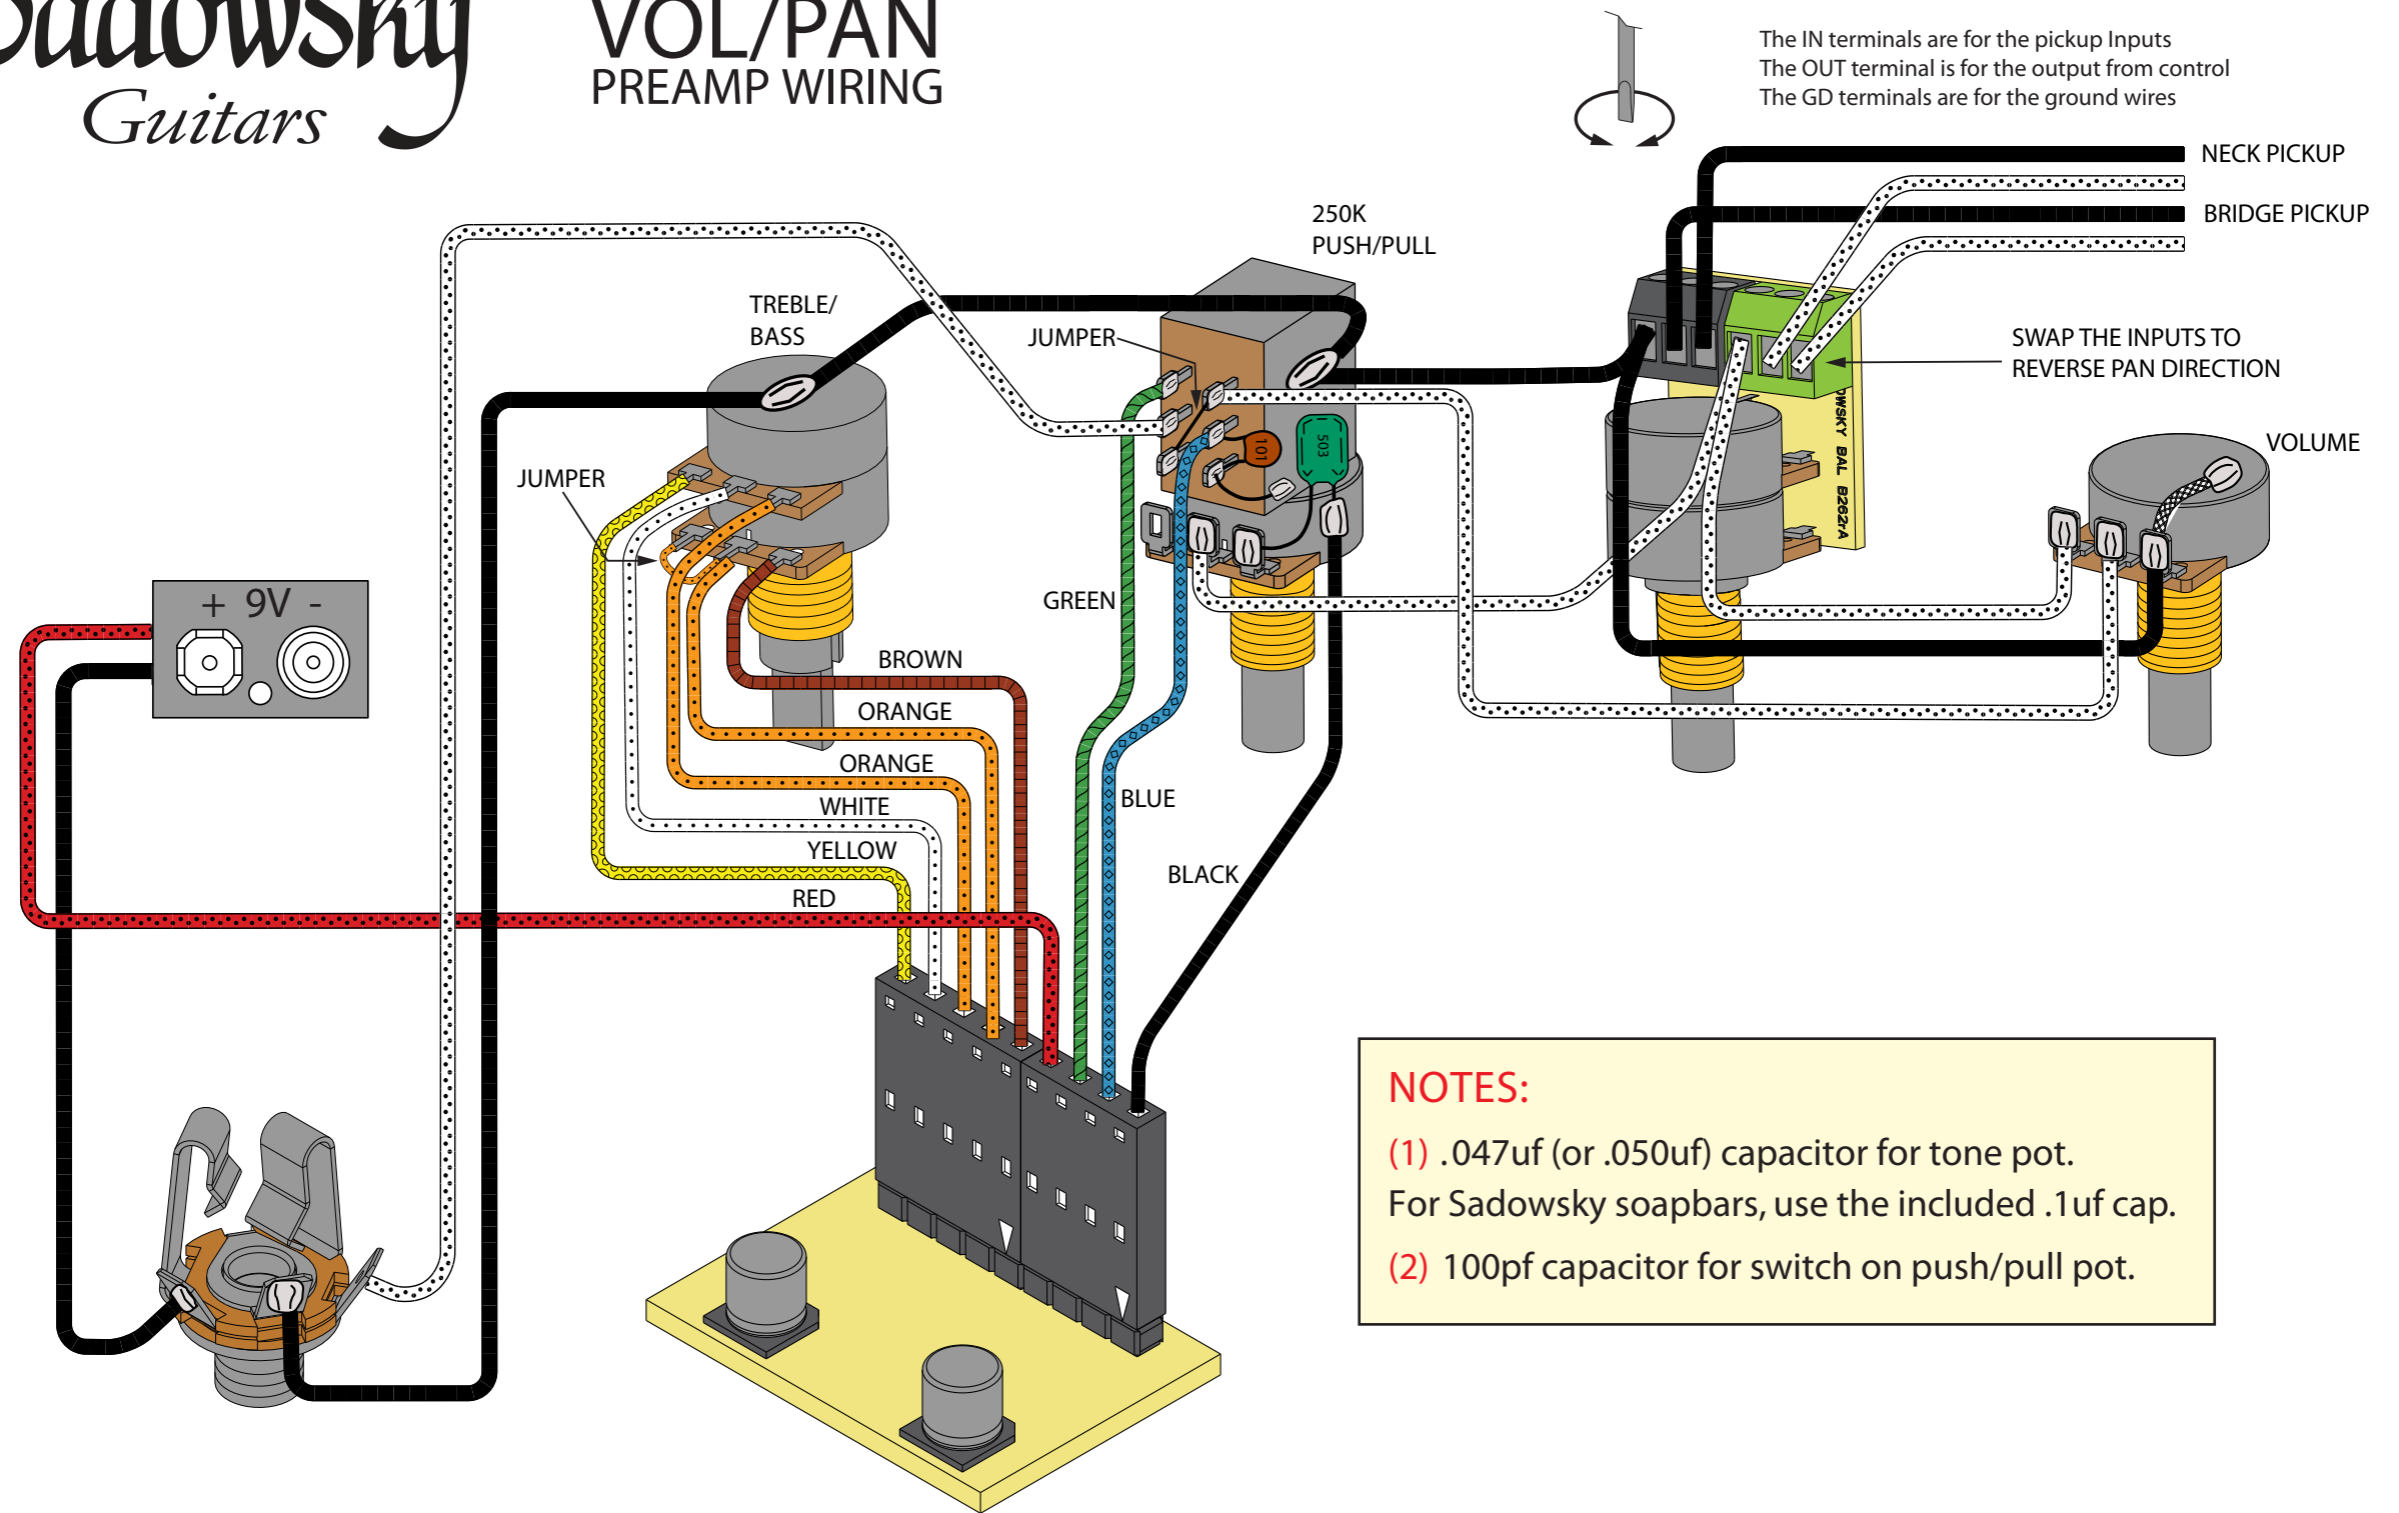 Sadowsky
Guitars
VOL/PAN
PREAMP WIRING
The IN terminals are for the pickup Inputs
The OUT terminal is for the output from control
The GD terminals are for the ground wires
NECK PICKUP
BRIDGE PICKUP
250K
PUSH/PULL
TREBLE/
BASS
JUMPER
SWAP THE INPUTS TO
REVERSE PAN DIRECTION
OWSKY BAL B262rA
101
503
VOLUME
JUMPER
+ 9V -
GREEN
BROWN
ORANGE
ORANGE
WHITE
BLUE
YELLOW
BLACK
RED
NOTES:
(1) .047uf (or .050uf) capacitor for tone pot.
For Sadowsky soapbars, use the included .1uf cap.
(2) 100pf capacitor for switch on push/pull pot.